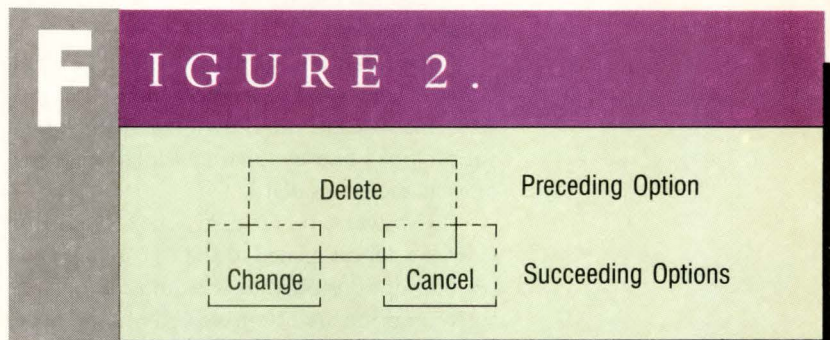 FIGURE 2.
Delete
Preceding Option
Change
Cancel
Succeeding Options